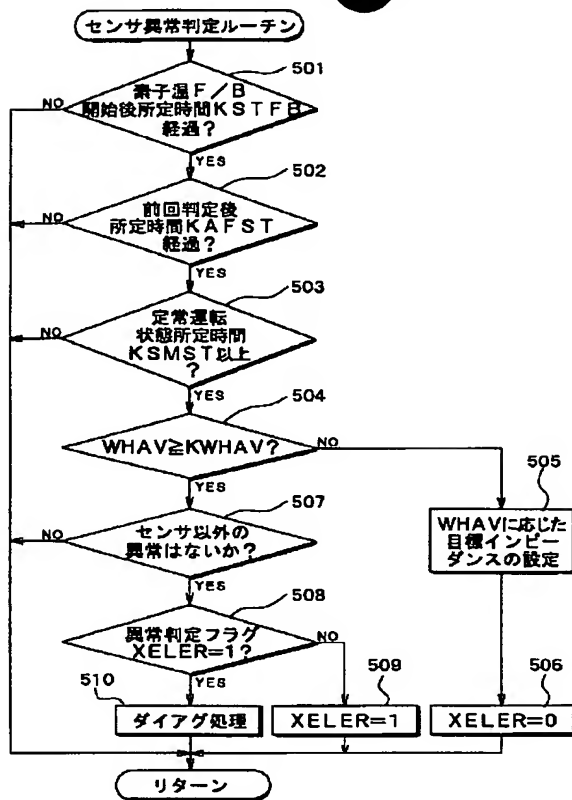 センサ異常判定ルーチン
501
素子温F/B
開始後所定時間KSTFB
経過?
NO
YES
502
前回判定後
所定時間KAFST
経過?
NO
YES
503
定常運転
状態所定時間
KSMST以上
?
NO
YES
504
WHAV≧KWHAV?
NO
YES
505
WHAVに応じた
目標インピー
ダンスの設定
507
センサ以外の
異常はないか?
NO
YES
508
異常判定フラグ
XELER=1?
NO
YES
510
ダイアグ処理
509
XELER=1
506
XELER=0
リターン